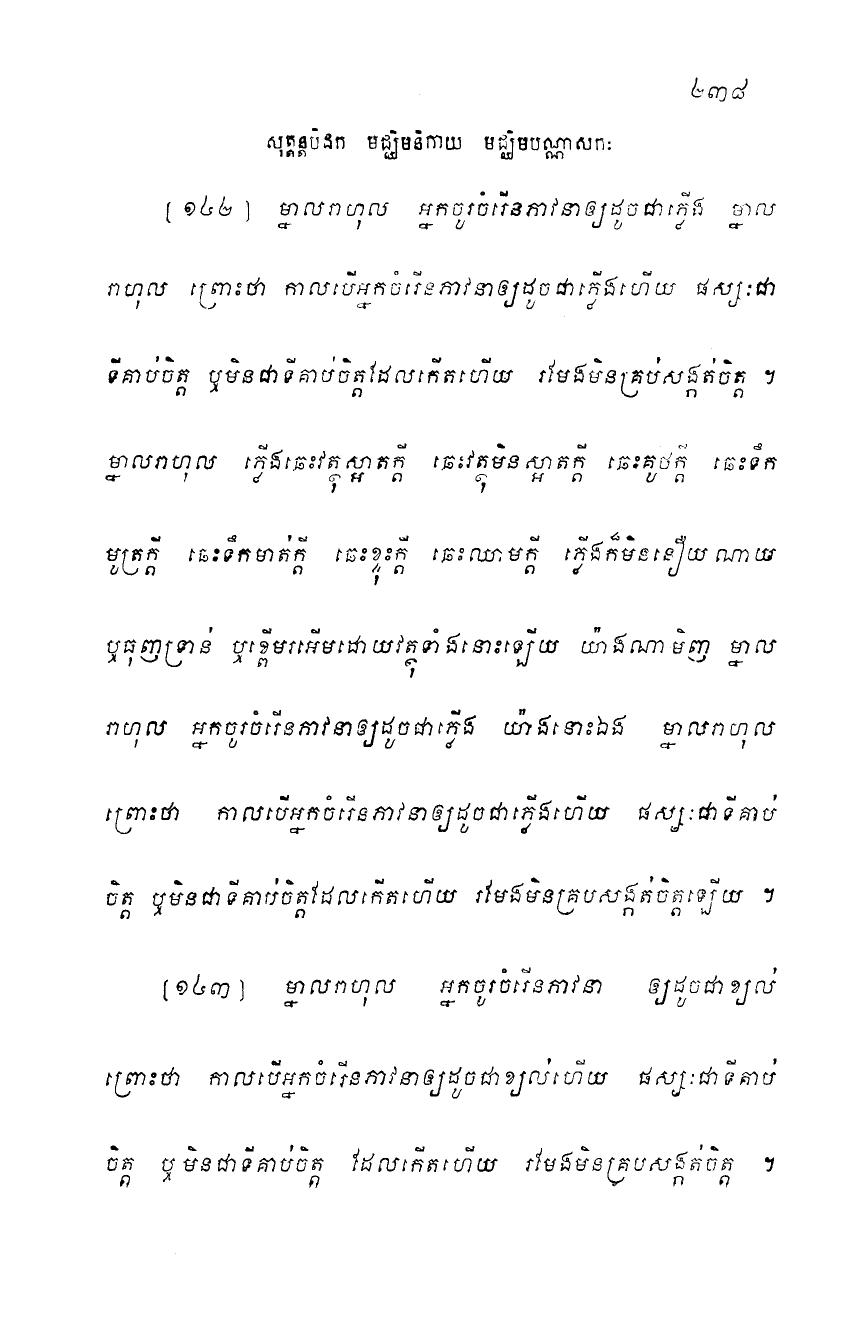 ២៣៨
សុត្តន្តបិដក មជ្ឈិមនិកាយ មជ្ឈិមបណ្ណាសកៈ
[១៤២] ម្នាលរាហុល អ្នកចូរចំរើនភាវនាឲ្យដូចជាភ្លើង ម្នាល
រាហុល ព្រោះថា កាលបើអ្នកចំរើនភាវនាឲ្យដូចជាភ្លើងហើយ ផស្សៈជា
ទីគាប់ចិត្ត ឬមិនជាទីគាប់ចិត្តដែលកើតហើយ រមែងមិនគ្របសង្កត់ចិត្ត ។
ម្នាលរាហុល ភ្លើងឆេះវត្ថុស្អាតក្តី ឆេះវត្ថុមិនស្អាតក្តី ឆេះគូថក្តី ឆេះទឹក
មូត្រក្តី ឆេះទឹកមាត់ក្តី ឆេះខ្ទុះក្តី ឆេះឈាមក្តី ភ្លើងក៏មិននឿយណាយ
ឬធុញទ្រាន់ ឬខ្ពើមរអើមដោយវត្ថុទាំងនោះឡើយ យ៉ាងណាមិញ ម្នាល
រាហុល អ្នកចូរចំរើនភាវនាឲ្យដូចជាភ្លើង យ៉ាងនោះឯង ម្នាលរាហុល
ព្រោះថា កាលបើអ្នកចំរើនភាវនាឲ្យដូចជាភ្លើងហើយ ផស្សៈជាទីគាប់
ចិត្ត ឬមិនជាទីគាប់ចិត្តដែលកើតហើយ រមែងមិនគ្របសង្កត់ចិត្តឡើយ ។
[១៤៣] ម្នាលរាហុល អ្នកចូរចំរើនភាវនា ឲ្យដូចជាខ្យល់
ព្រោះថា កាលបើអ្នកចំរើនភាវនាឲ្យដូចជាខ្យល់ហើយ ផស្សៈជាទីគាប់
ចិត្ត ឬមិនជាទីគាប់ចិត្ត ដែលកើតហើយ រមែងមិនគ្របសង្កត់ចិត្ត ។